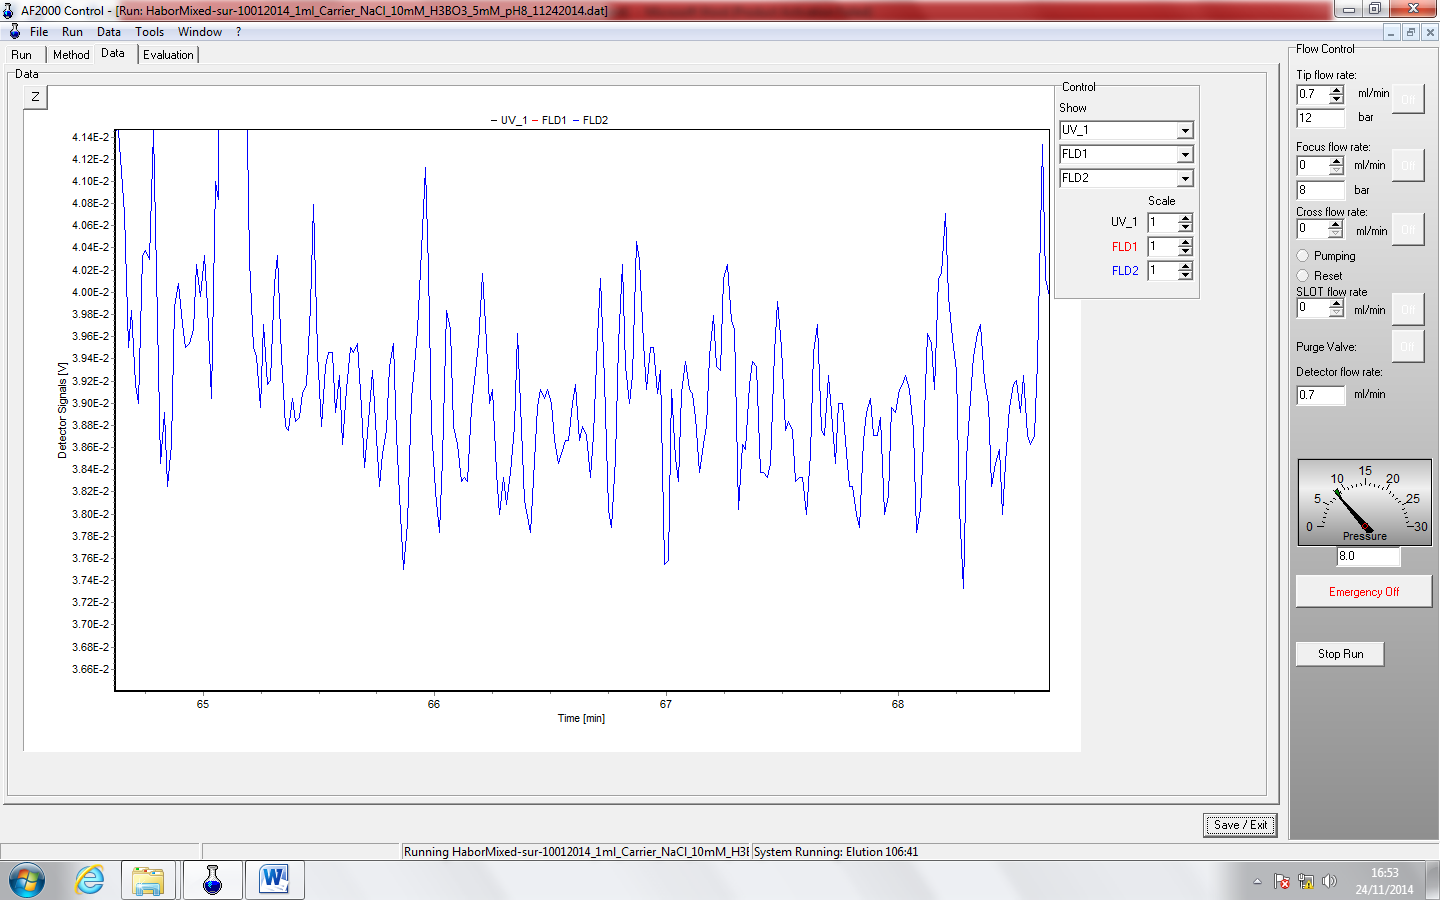 AF2000 Control - [Run: HaborMixed-sur-10012014_1ml_Carrier_NaCl_10mM_H3BO3_5mM_pH8_11242014.dat]
File Run Data Tools Window ?
Run Method Data Evaluation
Data
Z
UV_1 FLD1 FLD2
4.14E-2
4.12E-2
4.10E-2
4.08E-2
4.06E-2
4.04E-2
4.02E-2
4.00E-2
3.98E-2
3.96E-2
3.94E-2
3.92E-2
3.90E-2
3.88E-2
3.86E-2
3.84E-2
3.82E-2
3.80E-2
3.78E-2
3.76E-2
3.74E-2
3.72E-2
3.70E-2
3.68E-2
3.66E-2
Detector Signals [V]
65 66 67 68
Time [min]
Control
Show
UV_1
FLD1
FLD2
Scale
UV_1 1
FLD1 1
FLD2 1
Flow Control
Tip flow rate:
0.7 ml/min Off
12 bar
Focus flow rate:
0 ml/min Off
8 bar
Cross flow rate:
0 ml/min Off
Pumping
Reset
SLOT flow rate
0 ml/min Off
Purge Valve: Off
Detector flow rate:
0.7 ml/min
0 5 10 15 20 25 30
Pressure
8.0
Emergency Off
Stop Run
Save / Exit
Running HaborMixed-sur-10012014_1ml_Carrier_NaCl_10mM_H3B System Running: Elution 106:41
16:53
24/11/2014